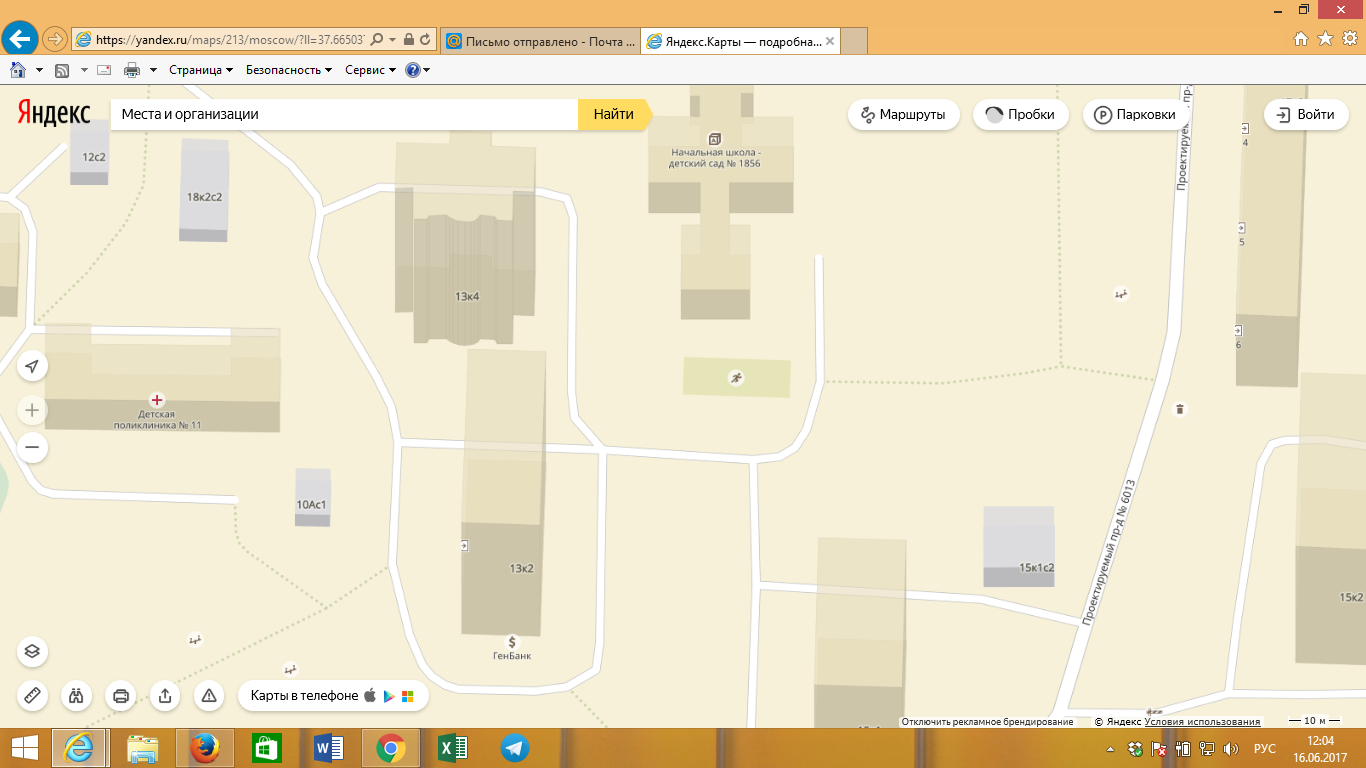 https://yandex.ru/maps/213/moscow/?ll=37.66503
Письмо отправлено - Почта ...
Яндекс.Карты — подробна...
Страница
Безопасность
Сервис
Яндекс
Места и организации
Найти
Маршруты
Пробки
Парковки
Войти
12с2
18к2с2
Начальная школа -
детский сад № 1856
4
5
6
13к4
Детская
поликлиника № 11
10Ас1
13к2
ГенБанк
15к1с2
Проектируемый пр-д № 6013
15к2
Карты в телефоне
Отключить рекламное брендирование
© Яндекс Условия использования
10 м
РУС
12:04
16.06.2017